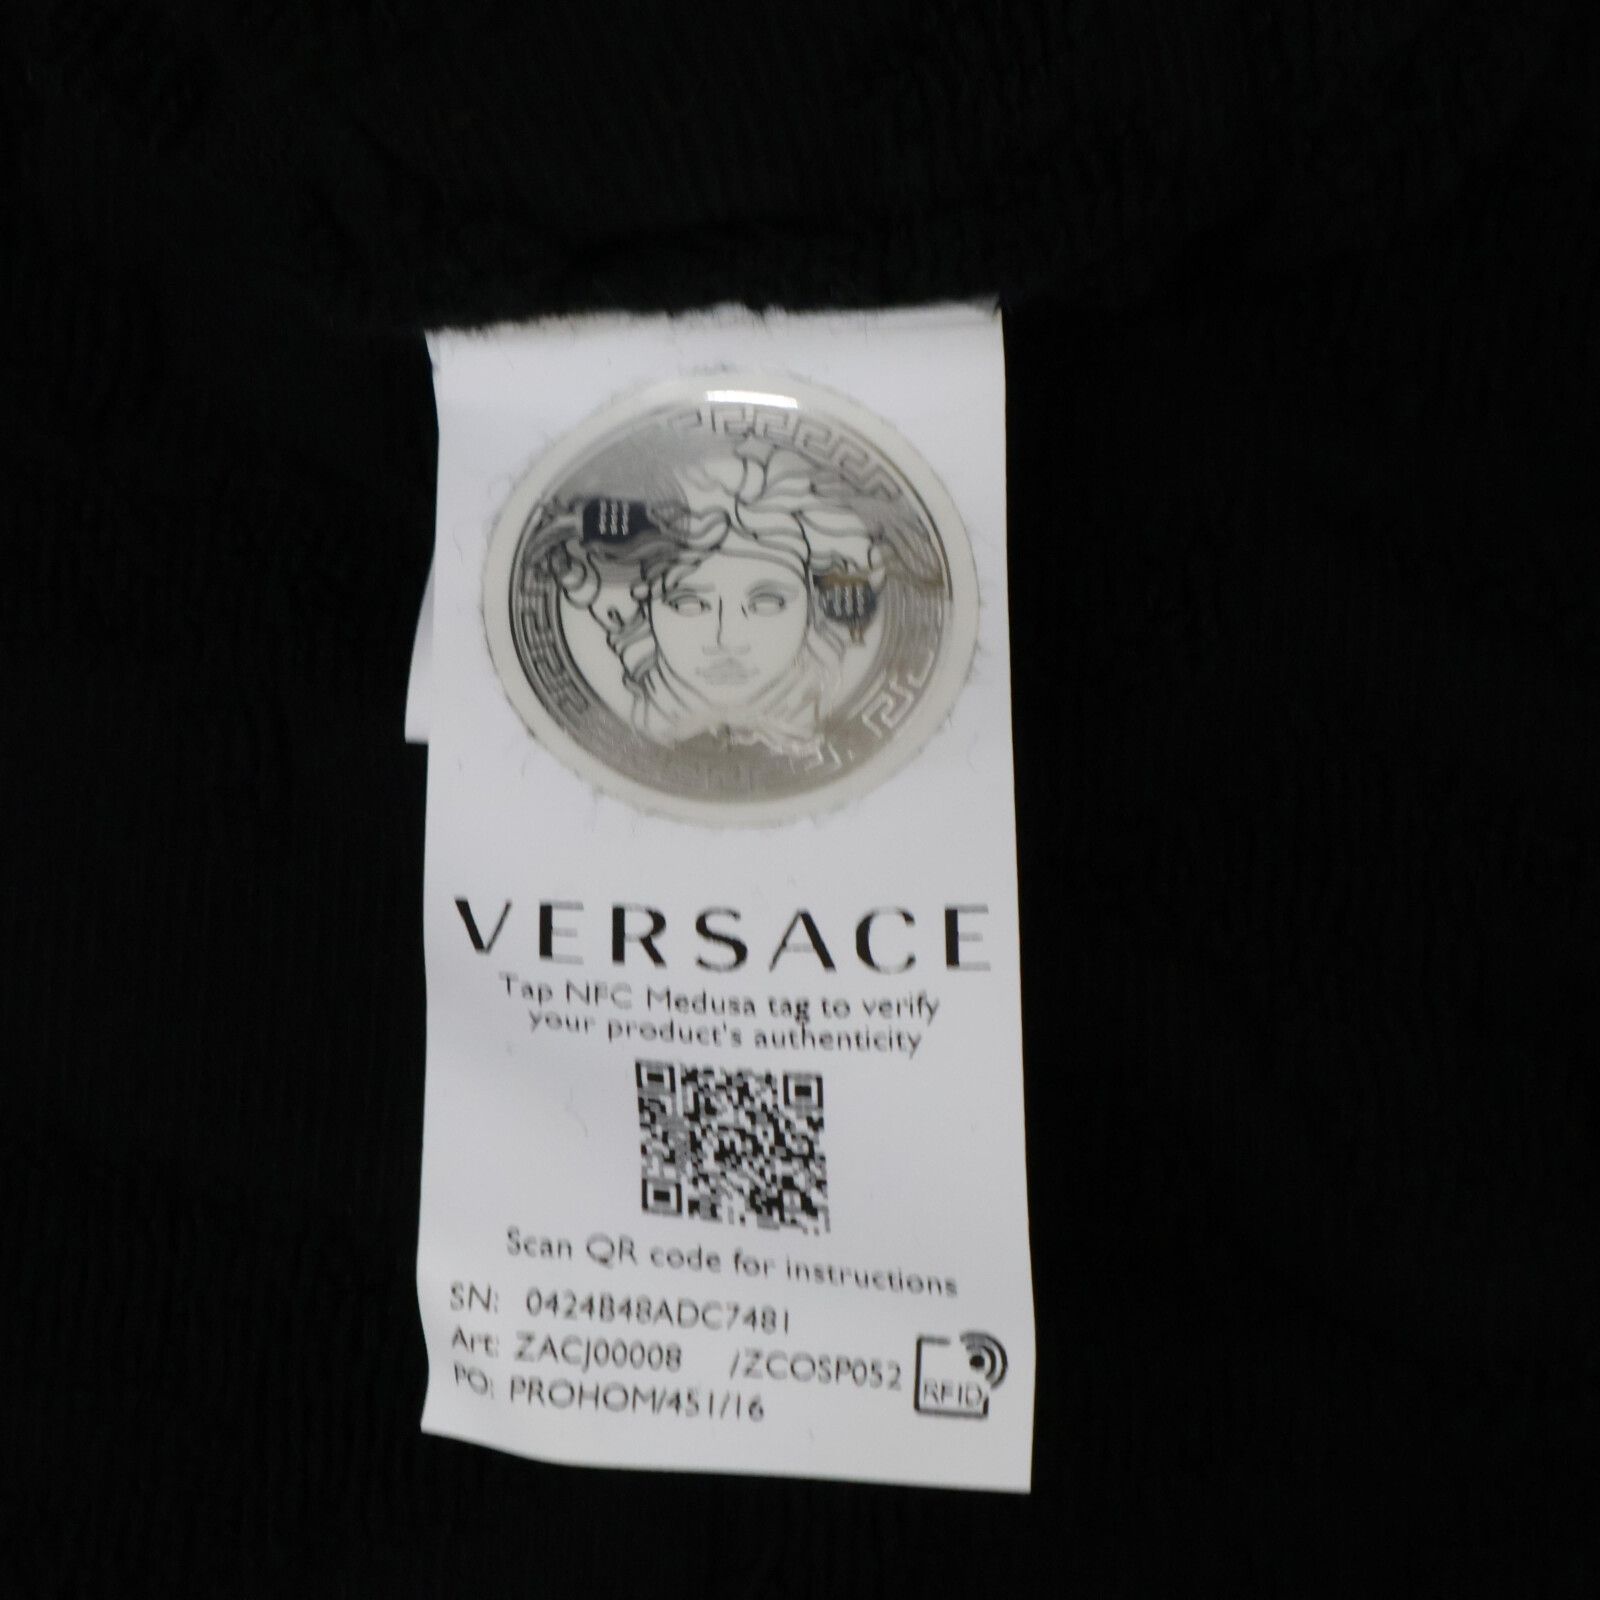 VERSACE
Tap NFC Medusa tag to verify
your product's authenticity
Scan QR code for instructions
SN: 0424B48ADC7481
Art: ZACJ00008 /ZCOSP052
PO: PROHOM/451/16
RFID